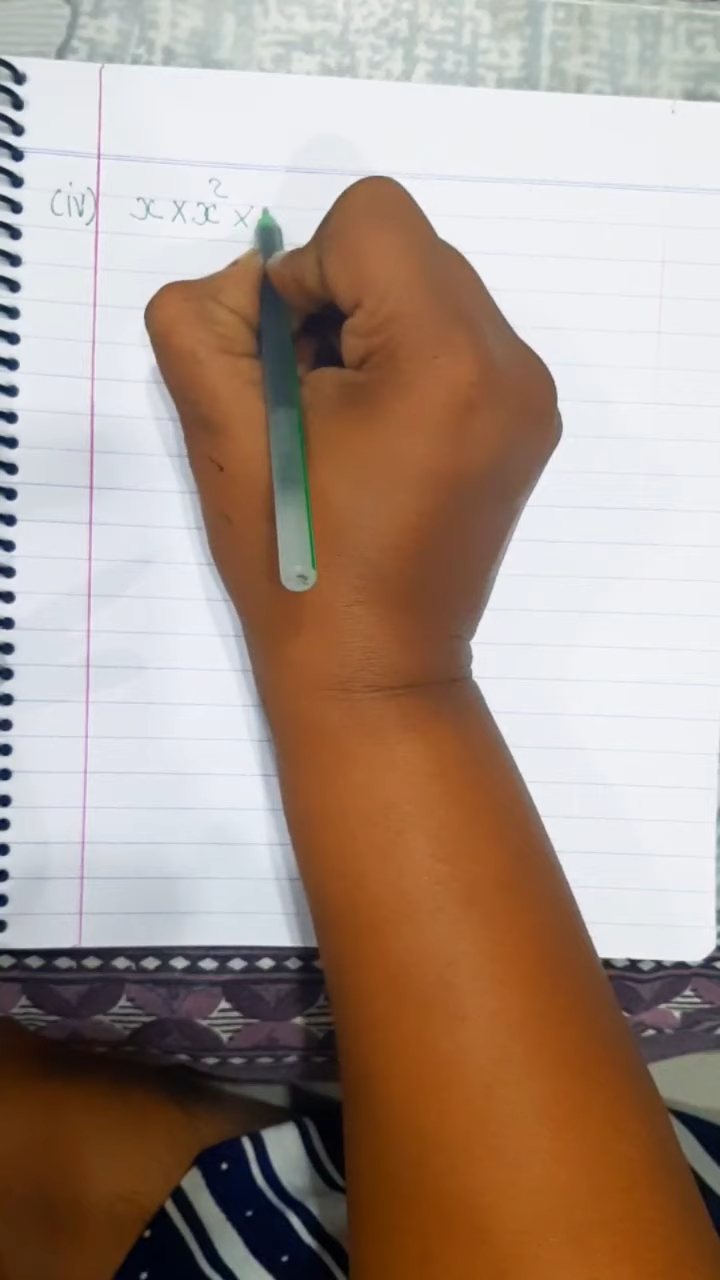 (iv) x × x² ×